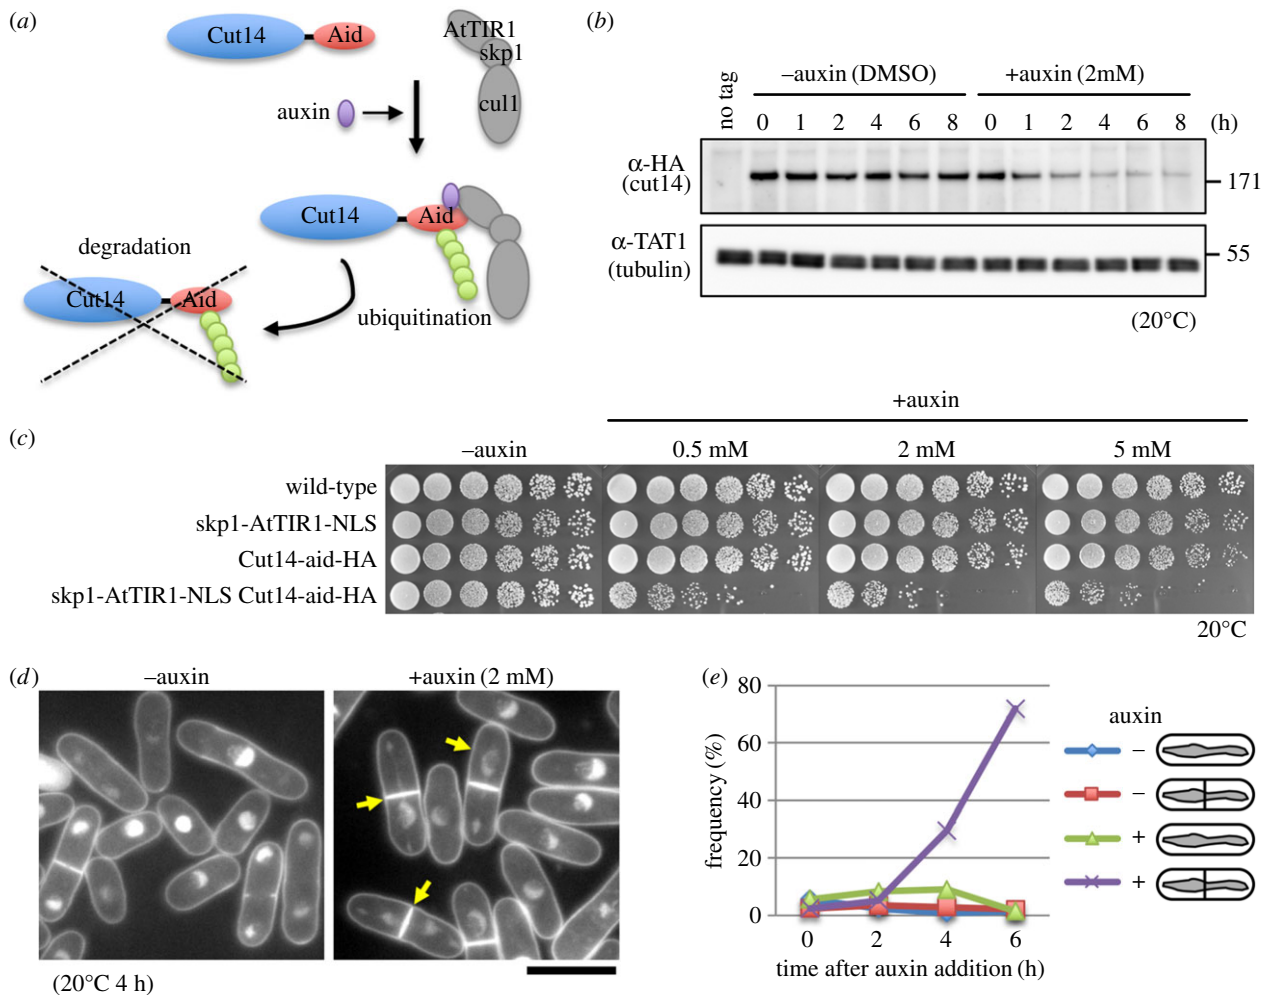 (a)
Cut14 Aid
AtTIR1
skp1
cul1
auxin
Cut14 Aid
degradation
Cut14 Aid
ubiquitination
(b)
no tag
–auxin (DMSO) +auxin (2mM)
0 1 2 4 6 8 0 1 2 4 6 8 (h)
α-HA
(cut14)
171
α-TAT1
(tubulin)
55
(20°C)
(c)
+auxin
–auxin 0.5 mM 2 mM 5 mM
wild-type
skp1-AtTIR1-NLS
Cut14-aid-HA
skp1-AtTIR1-NLS Cut14-aid-HA
20°C
(d)
–auxin +auxin (2 mM)
(20°C 4 h)
(e)
80
60
40
20
0
frequency (%)
0 2 4 6
time after auxin addition (h)
auxin
–
–
+
+